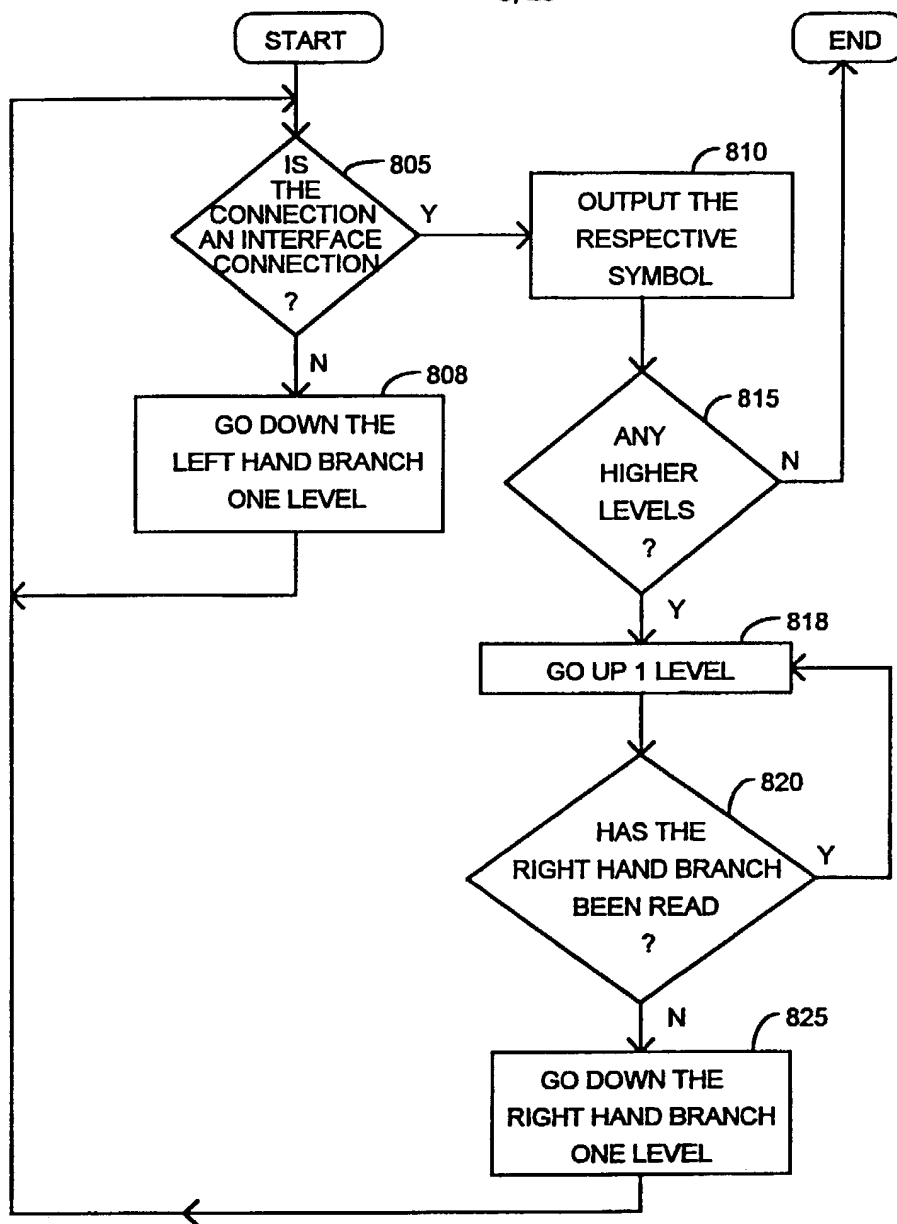 START
END
IS
THE
CONNECTION
AN INTERFACE
CONNECTION
?
805
Y
N
810
OUTPUT THE
RESPECTIVE
SYMBOL
808
GO DOWN THE
LEFT HAND BRANCH
ONE LEVEL
815
ANY
HIGHER
LEVELS
?
N
Y
818
GO UP 1 LEVEL
820
HAS THE
RIGHT HAND BRANCH
BEEN READ
?
Y
N
825
GO DOWN THE
RIGHT HAND BRANCH
ONE LEVEL